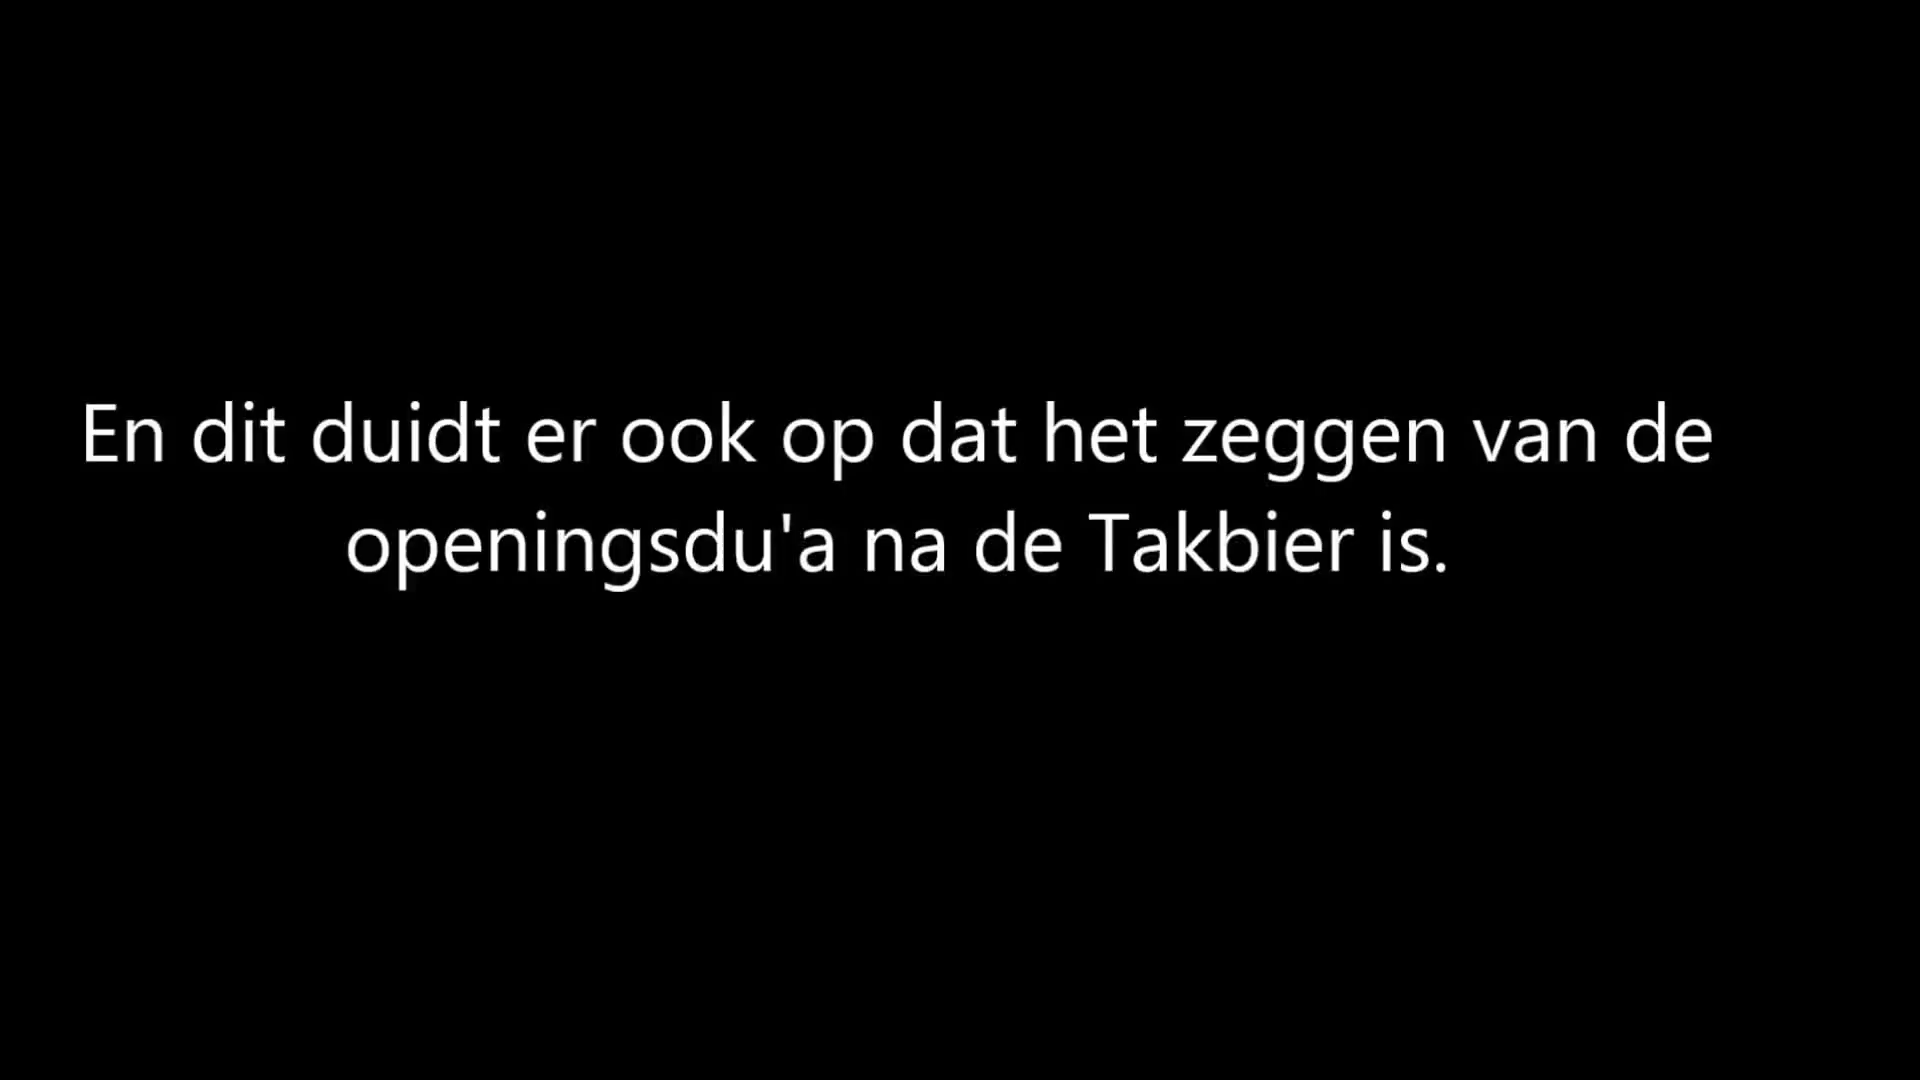 En dit duidt er ook op dat het zeggen van de
openingsdu'a na de Takbier is.